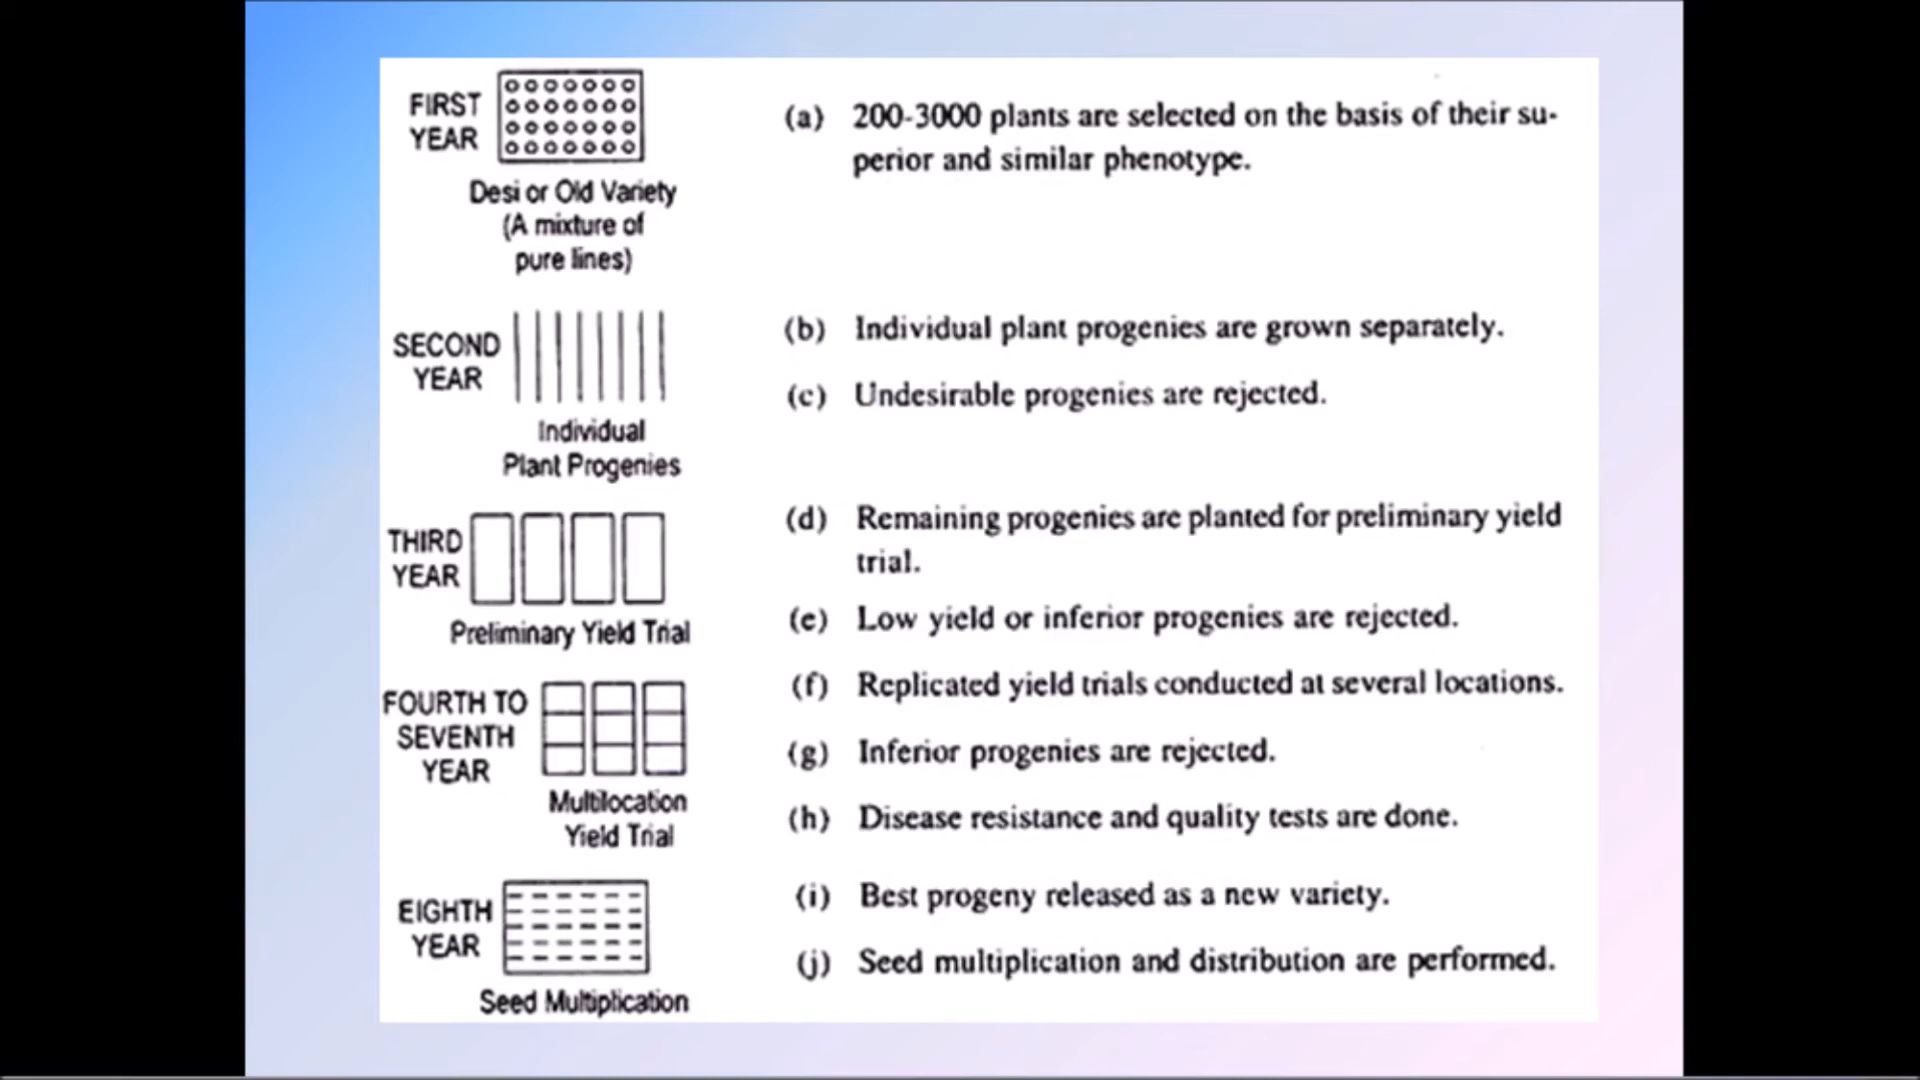 FIRST
YEAR
Desi or Old Variety
(A mixture of
pure lines)
(a) 200-3000 plants are selected on the basis of their su-
perior and similar phenotype.
SECOND
YEAR
Individual
Plant Progenies
(b) Individual plant progenies are grown separately.
(c) Undesirable progenies are rejected.
THIRD
YEAR
Preliminary Yield Trial
(d) Remaining progenies are planted for preliminary yield
trial.
(e) Low yield or inferior progenies are rejected.
FOURTH TO
SEVENTH
YEAR
Multilocation
Yield Trial
(f) Replicated yield trials conducted at several locations.
(g) Inferior progenies are rejected.
(h) Disease resistance and quality tests are done.
EIGHTH
YEAR
Seed Multiplication
(i) Best progeny released as a new variety.
(j) Seed multiplication and distribution are performed.